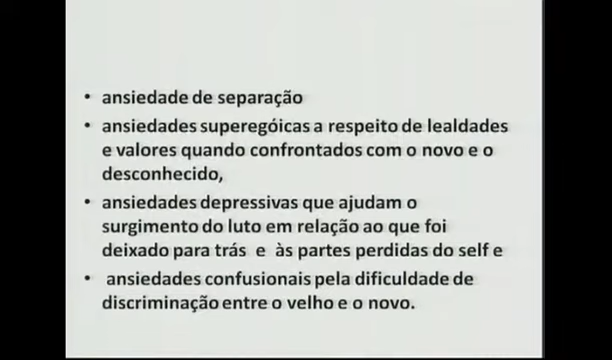 • ansiedade de separação
• ansiedades superegóicas a respeito de lealdades
e valores quando confrontados com o novo e o
desconhecido,
• ansiedades depressivas que ajudam o
surgimento do luto em relação ao que foi
deixado para trás e às partes perdidas do self e
• ansiedades confusionais pela dificuldade de
discriminação entre o velho e o novo.